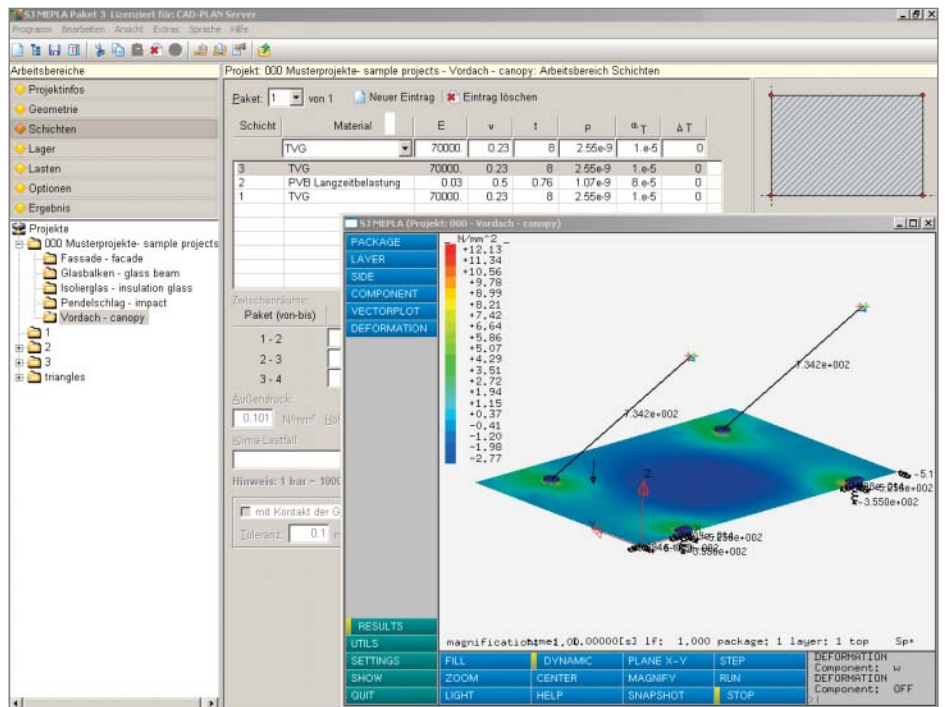 SJ MEPLA Paket 3 Lizenziert für: CAD-PLAN Server
Programm Bearbeiten Ansicht Extras Sprache Hilfe
Arbeitsbereiche
Projektinfos
Geometrie
Schichten
Lager
Lasten
Optionen
Ergebnis
Projekte
000 Musterprojekte- sample projects
Fassade - facade
Glasbalken - glass beam
Isolierglas - insulation glass
Pendelschlag - impact
Vordach - canopy
1
2
3
triangles
Projekt: 000 Musterprojekte- sample projects - Vordach - canopy: Arbeitsbereich Schichten
Paket: 1 von 1 Neuer Eintrag Eintrag löschen
Schicht Material E ν t ρ α T Δ T
TVG 70000. 0.23 8 2.55e-9 1.e-5 0
3 TVG 70000. 0.23 8 2.55e-9 1.e-5 0
2 PVB Langzeitbelastung 0.03 0.5 0.76 1.07e-9 8.e-5 0
1 TVG 70000. 0.23 8 2.55e-9 1.e-5 0
Zwischenräume:
Paket (von-bis)
1 - 2
2 - 3
3 - 4
Außendruck:
0.101 N/mm²
Klima-Lastfall:
Hinweis: 1 bar ~ 1000
mit Kontakt der G
Toleranz: 0.1
SJ MEPLA (Projekt: 000 - Vordach - canopy)
PACKAGE
LAYER
SIDE
COMPONENT
VECTORPLOT
DEFORMATION
N/mm^2
+12.13
+11.34
+10.56
+9.78
+8.99
+8.21
+7.42
+6.64
+5.86
+5.07
+4.29
+3.51
+2.72
+1.94
+1.15
+0.37
-0.41
-1.20
-1.98
-2.77
7.342e+002
7.342e+002
Z
-5.1
-3.550e+002
RESULTS
UTILS
SETTINGS
SHOW
QUIT
lf: 1.000 package: 1 layer: 1 top Sp+
FILL DYNAMIC PLANE X-Y STEP
ZOOM CENTER MAGNIFY RUN
LIGHT HELP SNAPSHOT STOP
DEFORMATION
Component: w
DEFORMATION
Component: OFF